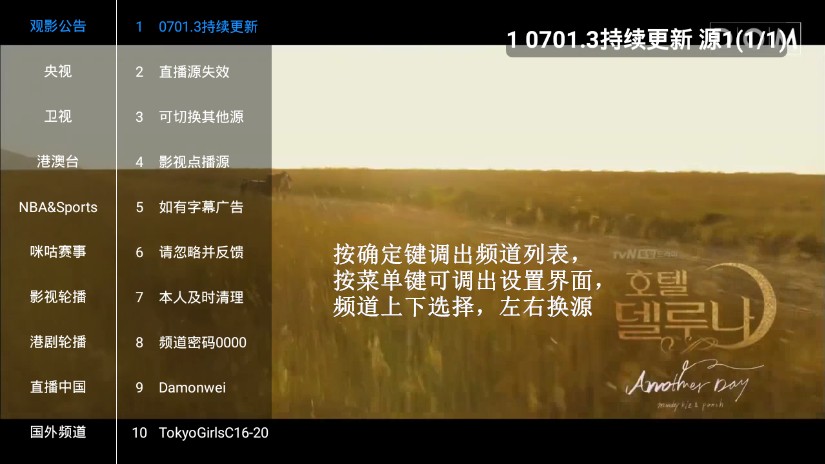 观影公告
央视
卫视
港澳台
NBA&Sports
咪咕赛事
影视轮播
港剧轮播
直播中国
国外频道
1 0701.3持续更新
2 直播源失效
3 可切换其他源
4 影视点播源
5 如有字幕广告
6 请忽略并反馈
7 本人及时清理
8 频道密码0000
9 Damonwei
10 TokyoGirlsC16-20
1 0701.3持续更新 源1(1/1)
按确定键调出频道列表，
按菜单键可调出设置界面，
频道上下选择，左右换源
tvN
호텔
델루나
Another Day